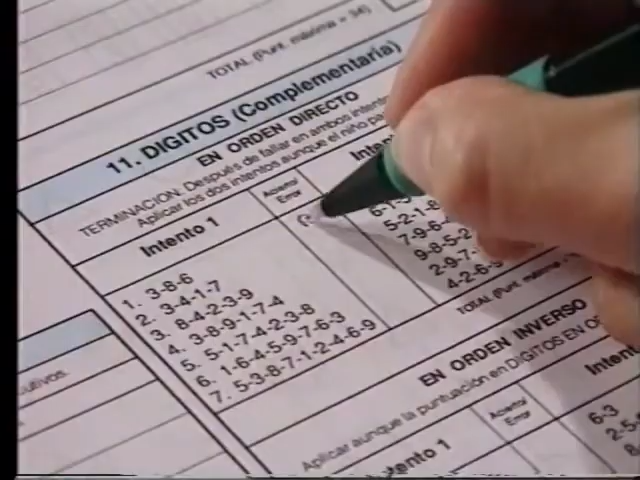 TOTAL (Punt. máxima = 34)
11. DIGITOS (Complementaria)
EN ORDEN DIRECTO
TERMINACION: Después de fallar en ambos
Aplicar los dos intentos aunque el niño
Intento 1
Acierto/
Error
1. 3-8-6
2. 3-4-1-7
3. 8-4-2-3-9
4. 3-8-9-1-7-4
5. 5-1-7-4-2-3-8
6. 1-6-4-5-9-7-6-3
7. 5-3-8-7-1-2-4-6-9
5-2-1-8
7-9-6-
9-8-5-2
2-9-7-
4-2-6-9
TOTAL (Punt. máxima
EN ORDEN INVERSO
Aplicar aunque la puntuación en DIGITOS EN
Intento 1
Acierto/
Error
6-3
2-5-